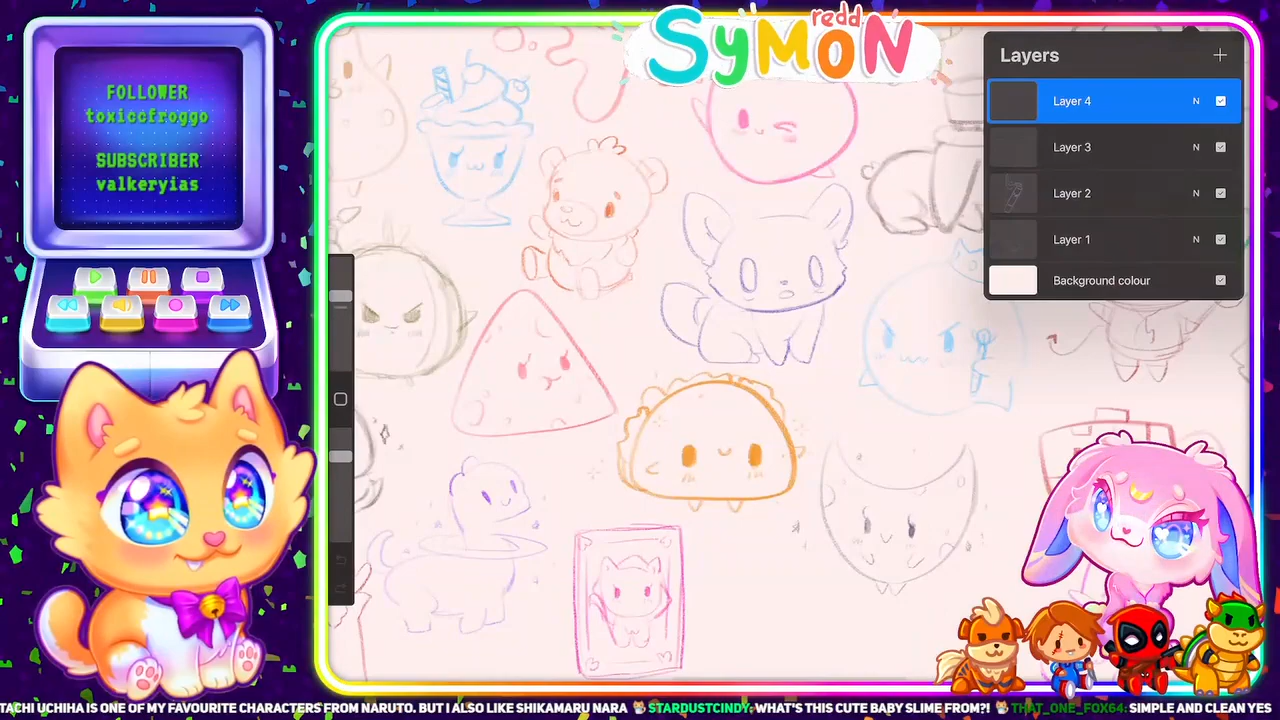 FOLLOWER
toxiccfroggo
SUBSCRIBER
valkeryias
redd
SyMON
Layers
Layer 4 N
Layer 3 N
Layer 2 N
Layer 1 N
Background colour
TACHI UCHIHA IS ONE OF MY FAVOURITE CHARACTERS FROM NARUTO. BUT I ALSO LIKE SHIKAMARU NARA STARDUSTCINDY: WHAT'S THIS CUTE BABY SLIME FROM?! THAT_ONE_FOX64: SIMPLE AND CLEAN YES